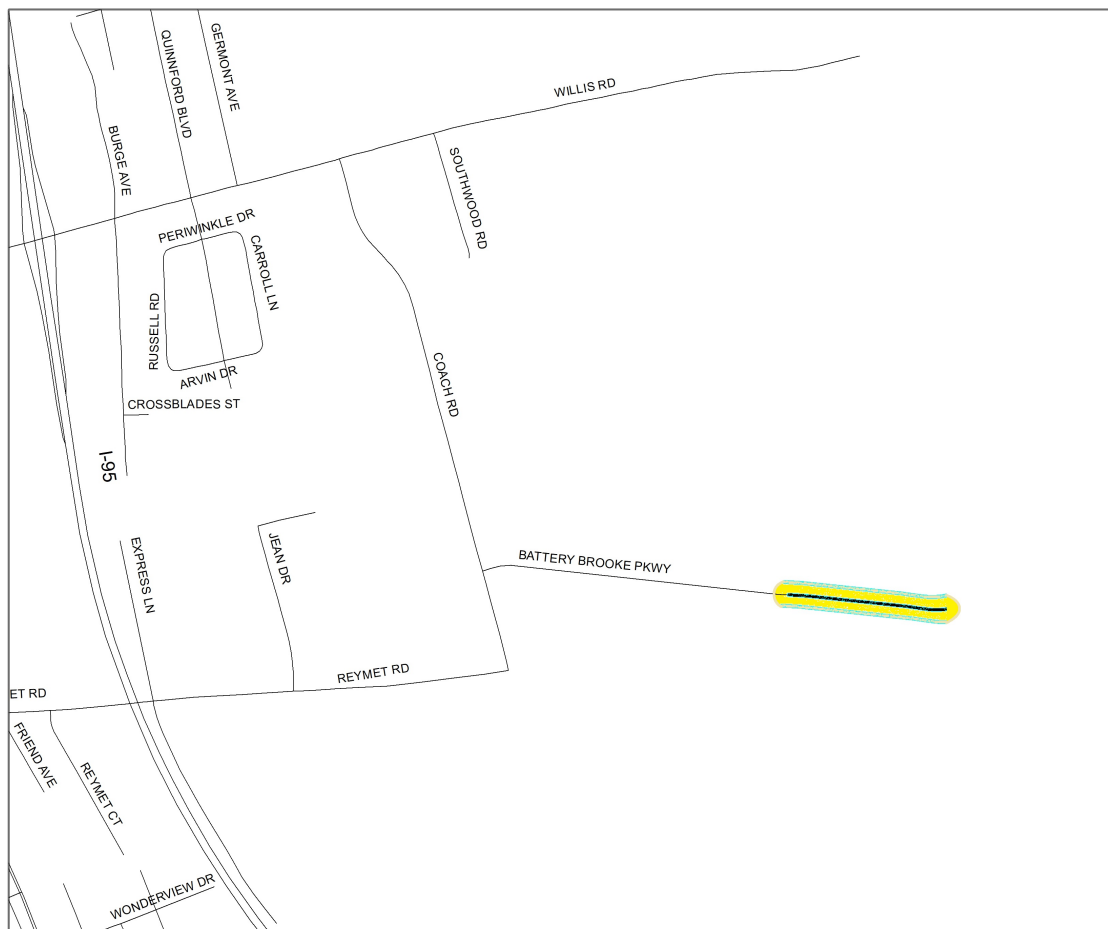 GERMONT AVE
QUINNFORD BLVD
WILLIS RD
BURGE AVE
SOUTHWOOD RD
PERIWINKLE DR
CARROLL LN
RUSSELL RD
ARVIN DR
COACH RD
CROSSBLADES ST
I-95
EXPRESS LN
JEAN DR
BATTERY BROOKE PKWY
REYMET RD
ET RD
FRIEND AVE
REYMET CT
WONDERVIEW DR